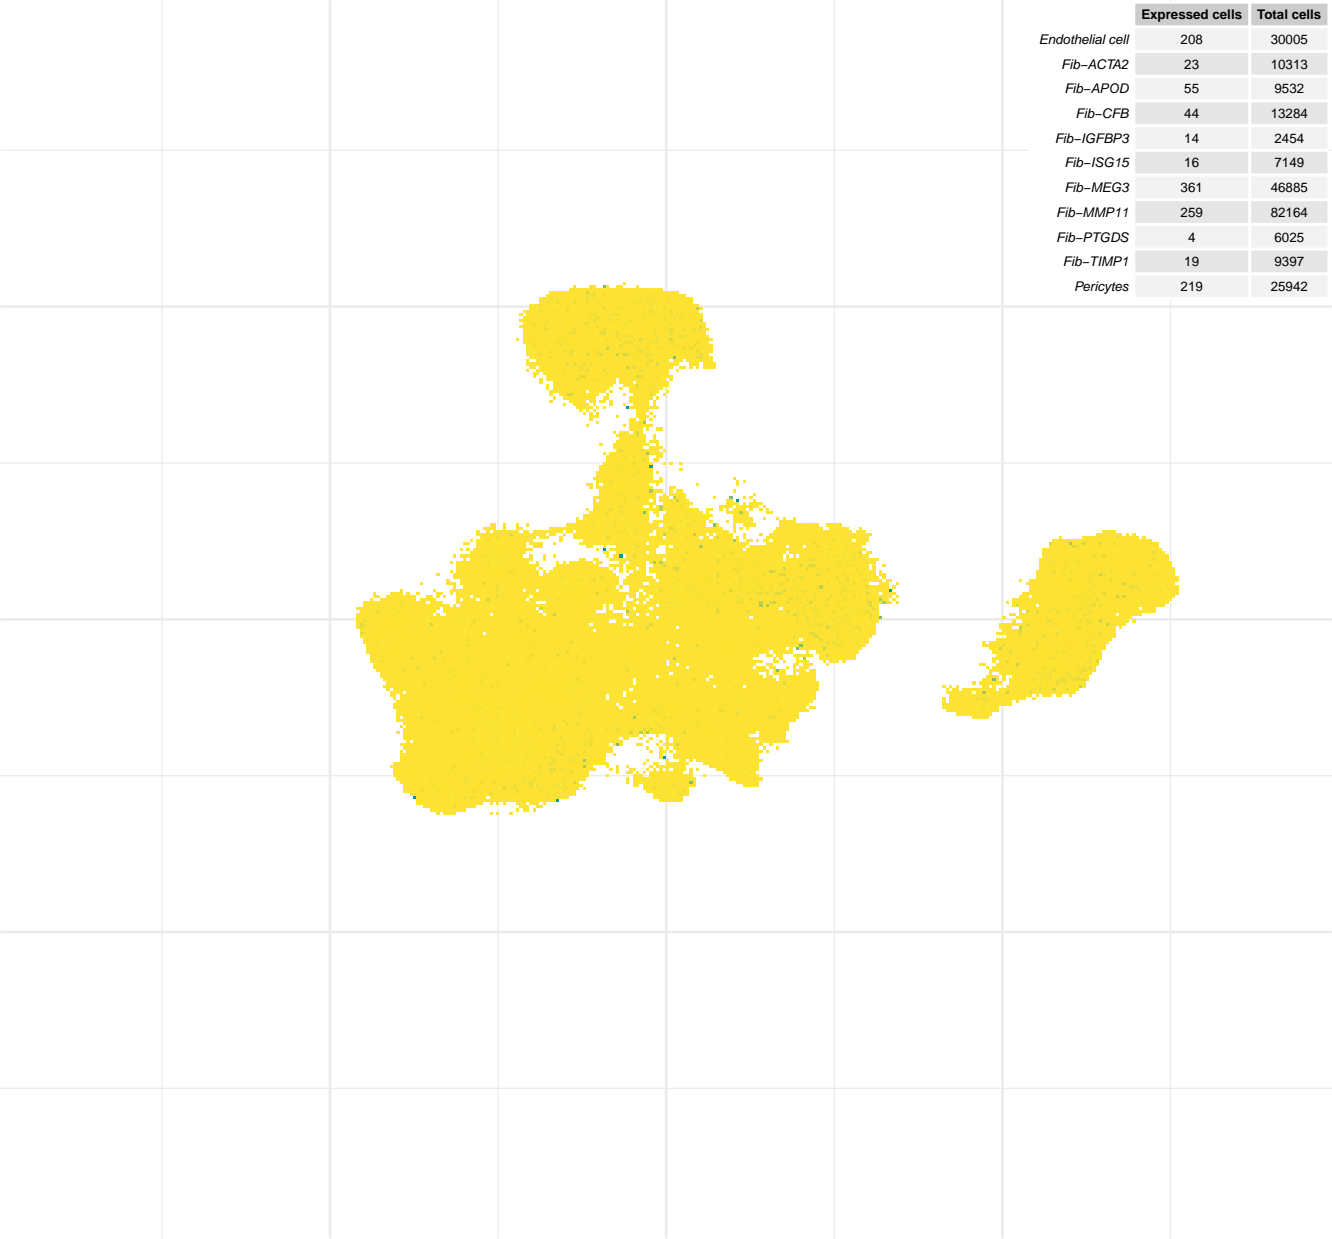 Expressed cells Total cells
Endothelial cell 208 30005
Fib−ACTA2 23 10313
Fib−APOD 55 9532
Fib−CFB 44 13284
Fib−IGFBP3 14 2454
Fib−ISG15 16 7149
Fib−MEG3 361 46885
Fib−MMP11 259 82164
Fib−PTGDS 4 6025
Fib−TIMP1 19 9397
Pericytes 219 25942